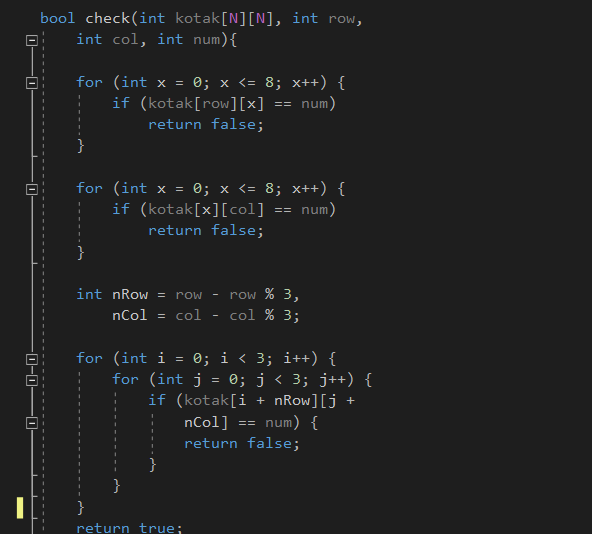 bool check(int kotak[N][N], int row,
int col, int num){
for (int x = 0; x <= 8; x++) {
if (kotak[row][x] == num)
return false;
}
for (int x = 0; x <= 8; x++) {
if (kotak[x][col] == num)
return false;
}
int nRow = row - row % 3,
nCol = col - col % 3;
for (int i = 0; i < 3; i++) {
for (int j = 0; j < 3; j++) {
if (kotak[i + nRow][j +
nCol] == num) {
return false;
}
}
}
return true;